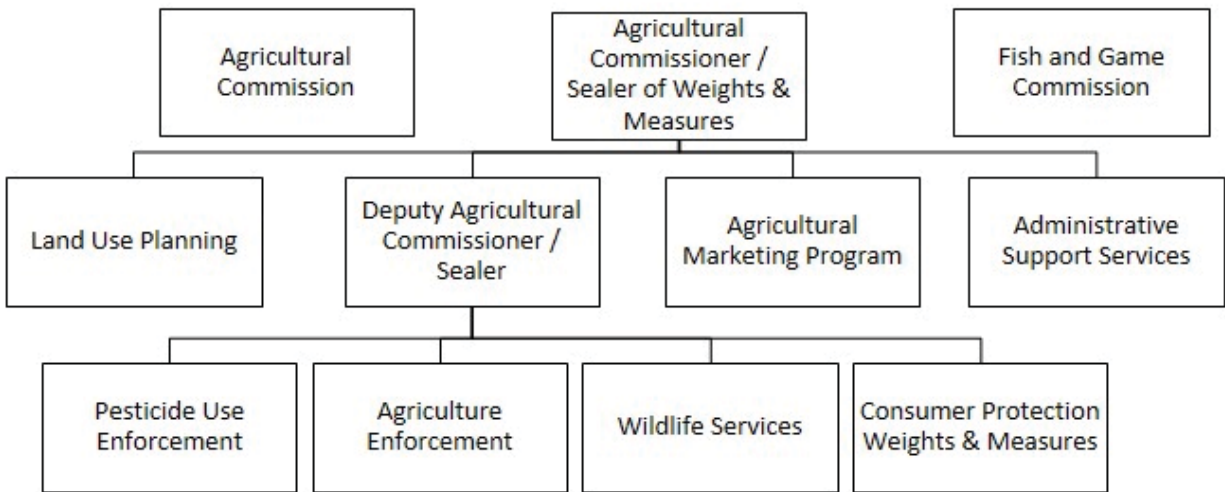 Agricultural
Commission
Agricultural
Commissioner /
Sealer of Weights &
Measures
Fish and Game
Commission
Land Use Planning
Deputy Agricultural
Commissioner /
Sealer
Agricultural
Marketing Program
Administrative
Support Services
Pesticide Use
Enforcement
Agriculture
Enforcement
Wildlife Services
Consumer Protection
Weights & Measures